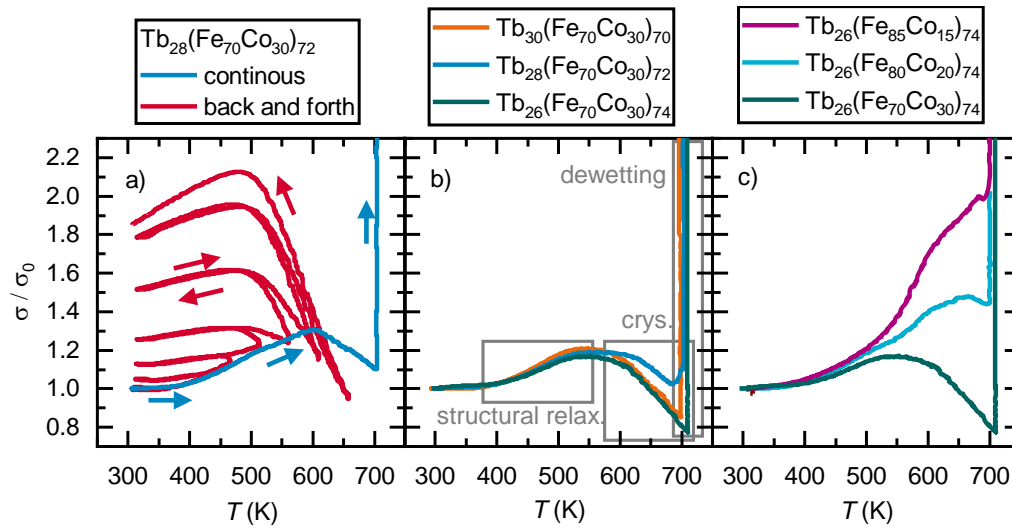 Tb₂₈(Fe₇₀Co₃₀)₇₂
continous
back and forth
Tb₃₀(Fe₇₀Co₃₀)₇₀
Tb₂₈(Fe₇₀Co₃₀)₇₂
Tb₂₆(Fe₇₀Co₃₀)₇₄
Tb₂₆(Fe₈₅Co₁₅)₇₄
Tb₂₆(Fe₈₀Co₂₀)₇₄
Tb₂₆(Fe₇₀Co₃₀)₇₄
σ / σ₀
2.2
2.0
1.8
1.6
1.4
1.2
1.0
0.8
a)
b)
dewetting
crys.
structural relax.
c)
300 400 500 600 700
300 400 500 600 700
300 400 500 600 700
T (K)
T (K)
T (K)